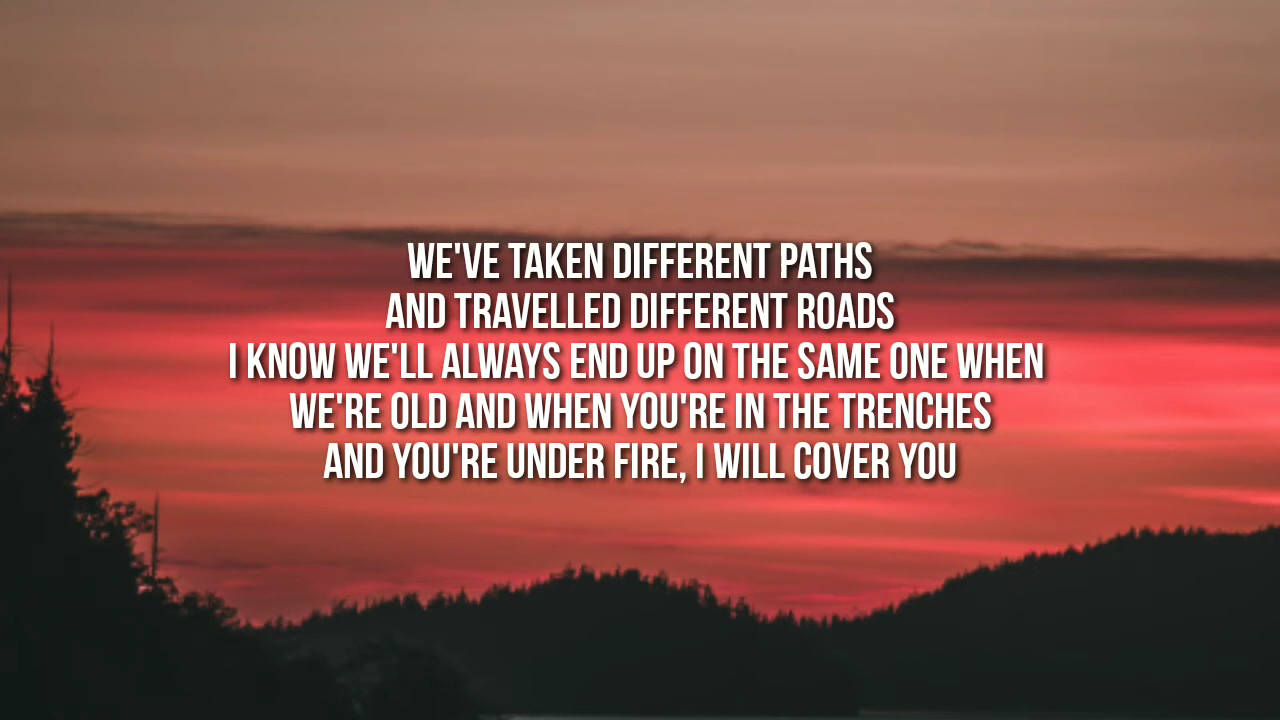 WE'VE TAKEN DIFFERENT PATHS
AND TRAVELLED DIFFERENT ROADS
I KNOW WE'LL ALWAYS END UP ON THE SAME ONE WHEN
WE'RE OLD AND WHEN YOU'RE IN THE TRENCHES
AND YOU'RE UNDER FIRE, I WILL COVER YOU